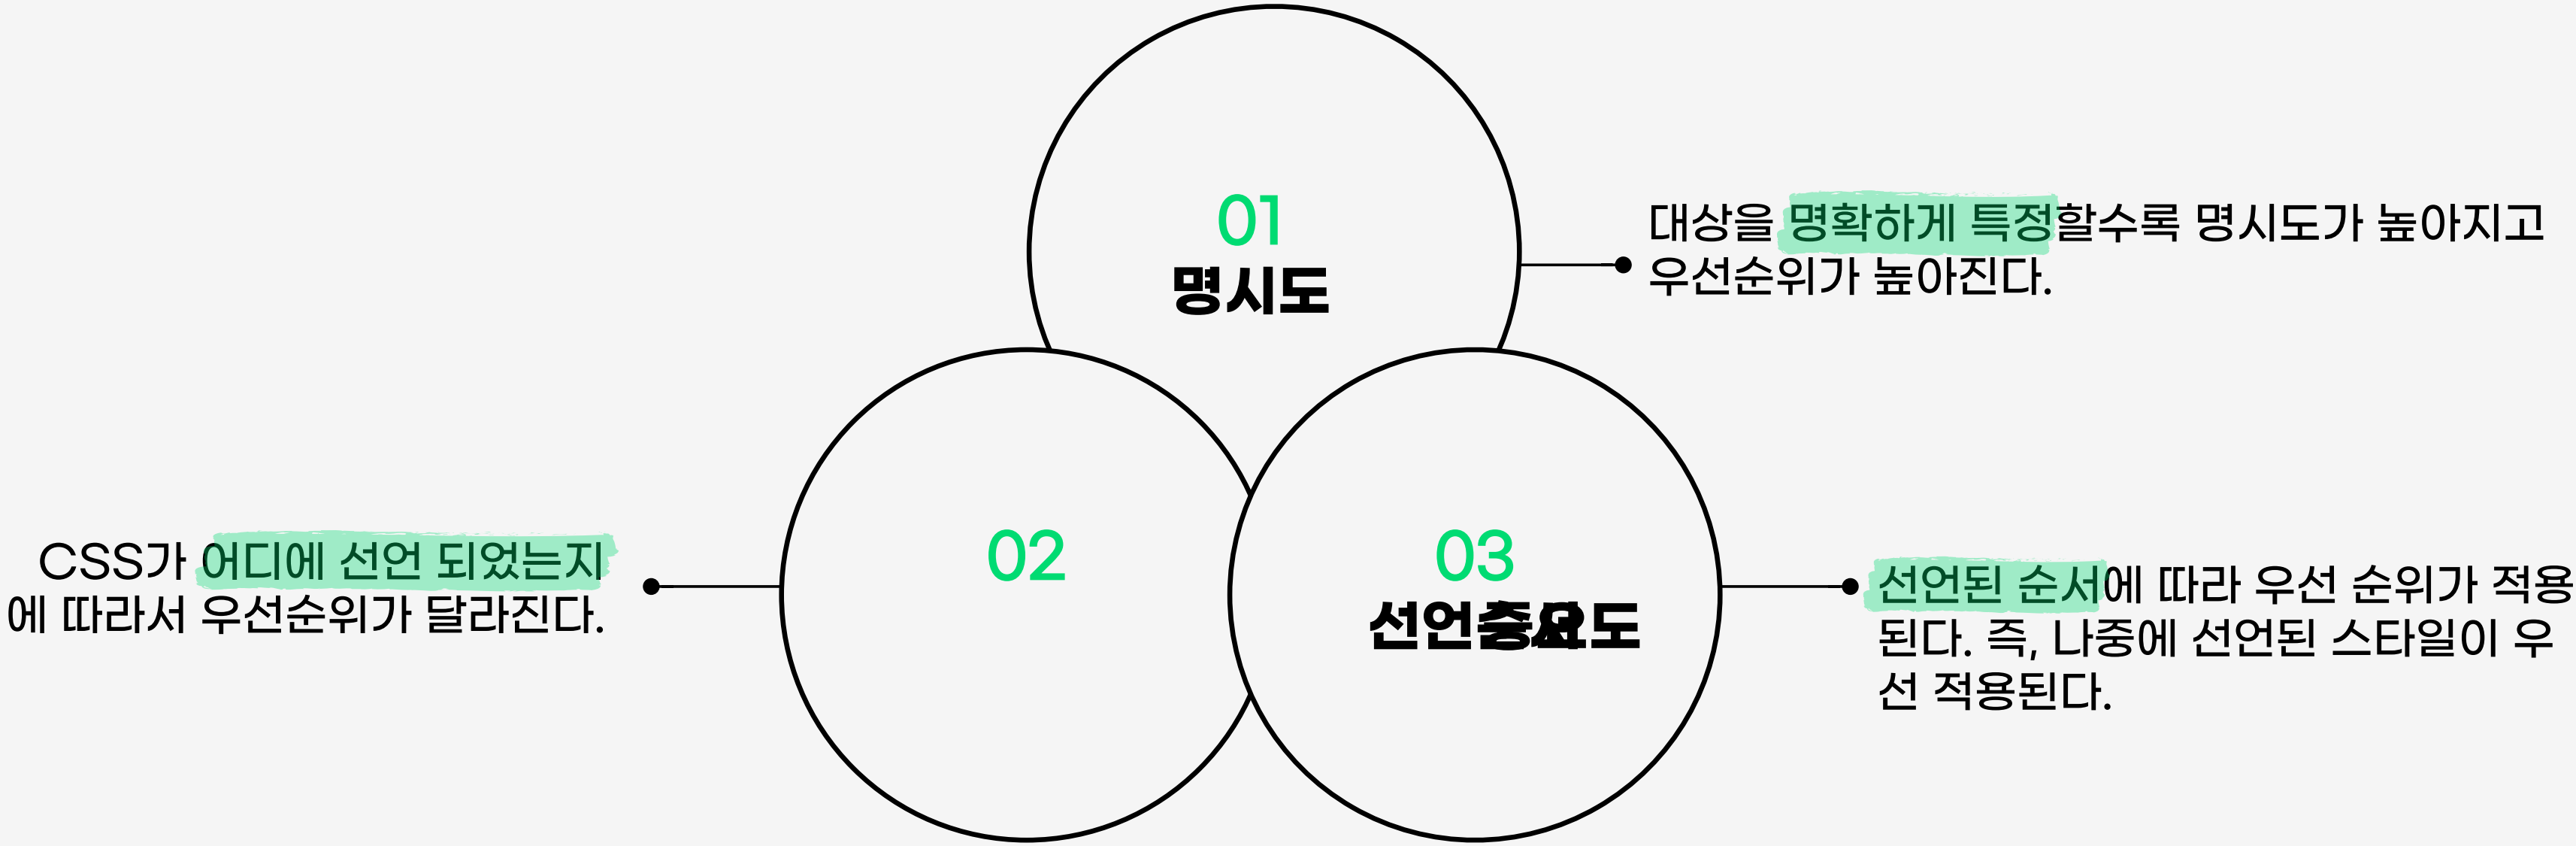 01
명시도
대상을 명확하게 특정할수록 명시도가 높아지고
우선순위가 높아진다.
02
CSS가 어디에 선언 되었는지
에 따라서 우선순위가 달라진다.
03
선언된 순서에 따라 우선 순위가 적용
된다. 즉, 나중에 선언된 스타일이 우
선 적용된다.